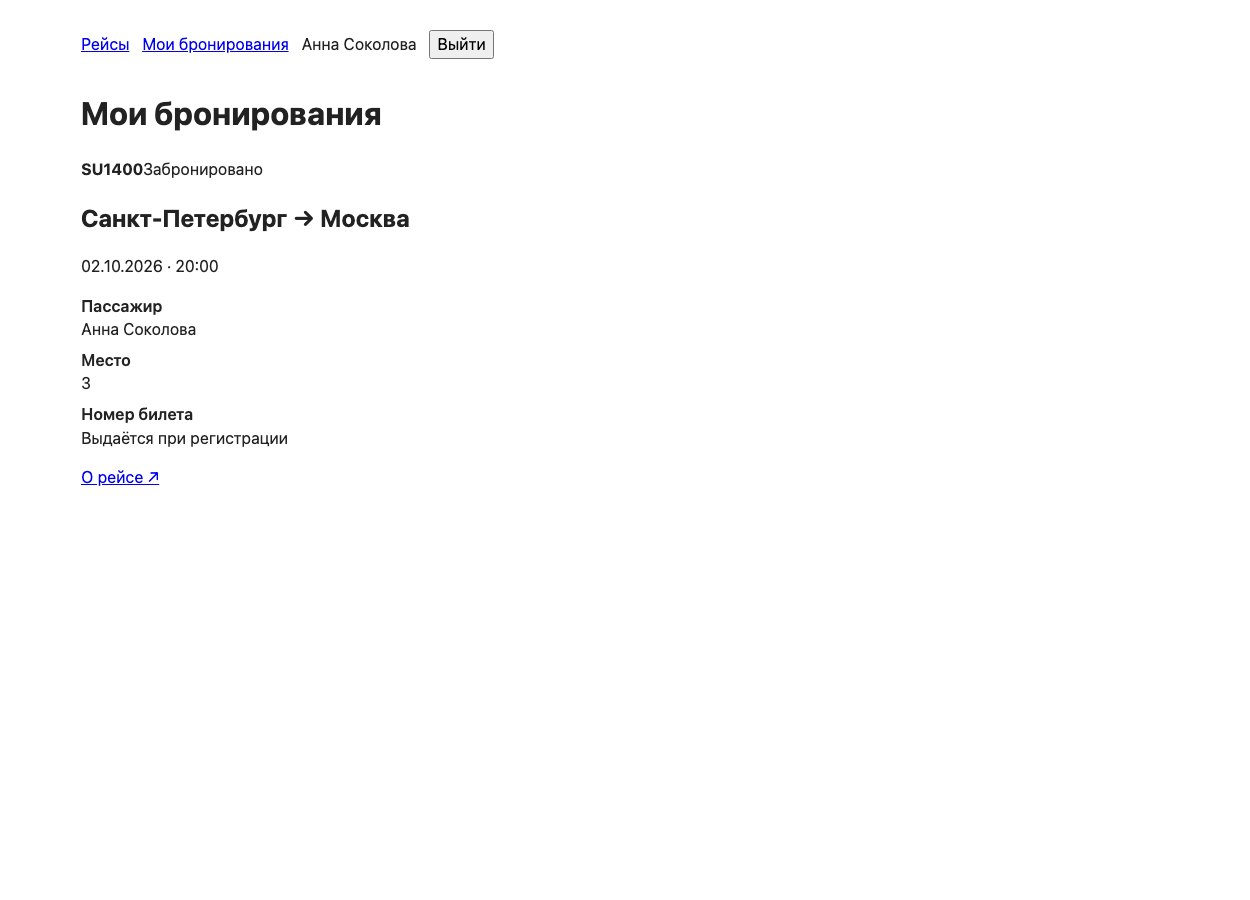 Рейсы Мои бронирования Анна Соколова Выйти
Мои бронирования
SU1400Забронировано
Санкт-Петербург → Москва
02.10.2026 · 20:00
Пассажир
Анна Соколова
Место
3
Номер билета
Выдаётся при регистрации
О рейсе ↗